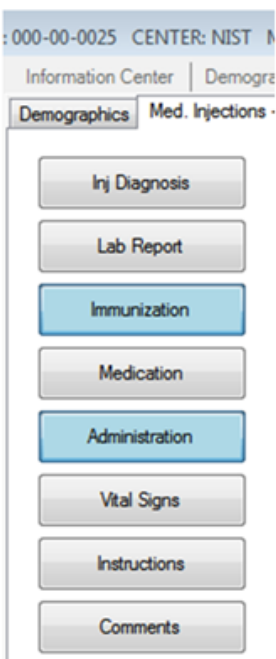 : 000-00-0025 CENTER: NIST
Information Center
Demographics Med. Injections -
Inj Diagnosis
Lab Report
Immunization
Medication
Administration
Vital Signs
Instructions
Comments